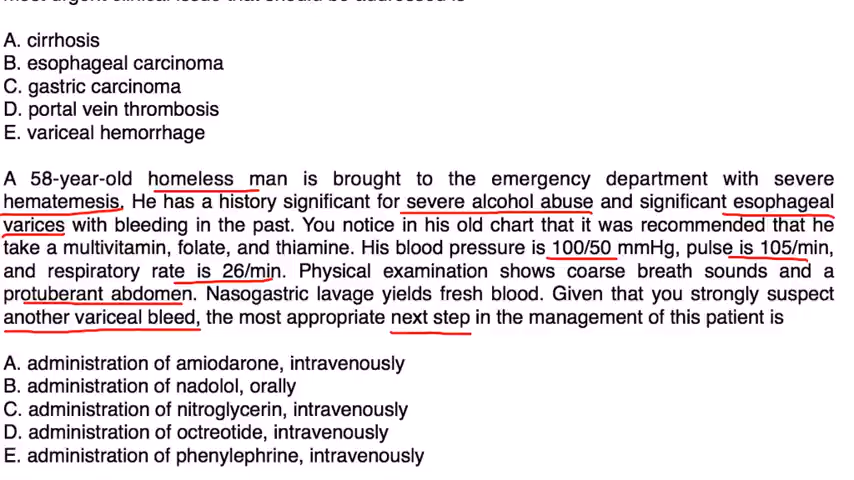 A. cirrhosis
B. esophageal carcinoma
C. gastric carcinoma
D. portal vein thrombosis
E. variceal hemorrhage
A 58-year-old homeless man is brought to the emergency department with severe
hematemesis. He has a history significant for severe alcohol abuse and significant esophageal
varices with bleeding in the past. You notice in his old chart that it was recommended that he
take a multivitamin, folate, and thiamine. His blood pressure is 100/50 mmHg, pulse is 105/min,
and respiratory rate is 26/min. Physical examination shows coarse breath sounds and a
protuberant abdomen. Nasogastric lavage yields fresh blood. Given that you strongly suspect
another variceal bleed, the most appropriate next step in the management of this patient is
A. administration of amiodarone, intravenously
B. administration of nadolol, orally
C. administration of nitroglycerin, intravenously
D. administration of octreotide, intravenously
E. administration of phenylephrine, intravenously